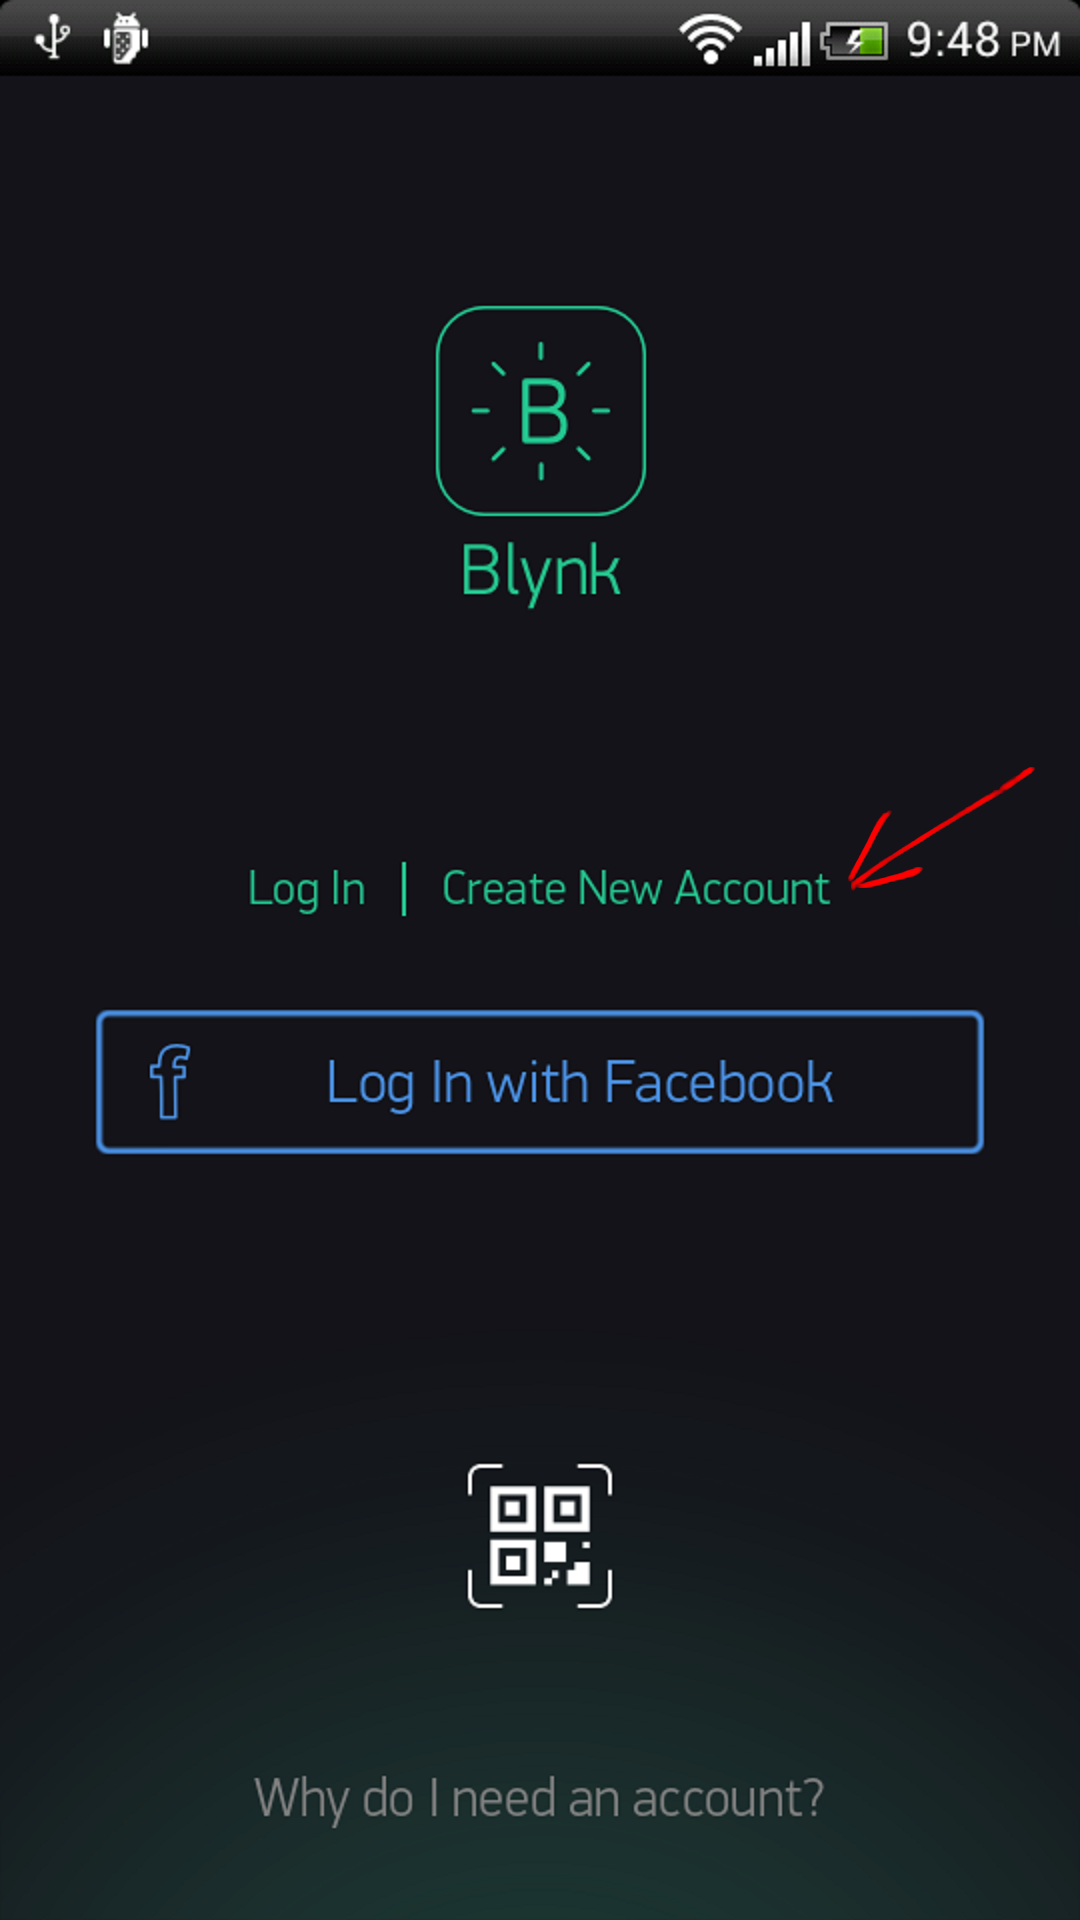 9:48 PM
B
Blynk
Log In | Create New Account
f Log In with Facebook
Why do I need an account?